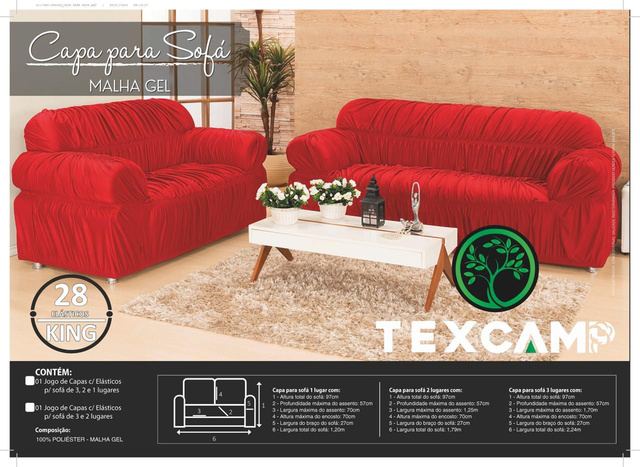 Capa para Sofá
MALHA GEL
28
ELÁSTICOS
KING
TEXCAMP
CONTÉM:
01 Jogo de Capas c/ Elásticos
p/ sofá de 3, 2 e 1 lugares
01 Jogo de Capas c/ Elásticos
p/ sofá de 3 e 2 lugares
Composição:
100% POLIÉSTER - MALHA GEL
1
2
3
4
5
6
Capa para sofá 1 lugar com:
1 - Altura total do sofá: 97cm
2 - Profundidade máxima do assento: 57cm
3 - Largura máxima do assento: 70cm
4 - Altura máxima do encosto: 70cm
5 - Largura do braço do sofá: 27cm
6 - Largura total do sofá: 1,20m
Capa para sofá 2 lugares com:
1 - Altura total do sofá: 97cm
2 - Profundidade máxima do assento: 57cm
3 - Largura máxima do assento: 1,25m
4 - Altura máxima do encosto: 70cm
5 - Largura do braço do sofá: 27cm
6 - Largura total do sofá: 1,79m
Capa para sofá 3 lugares com:
1 - Altura total do sofá: 97cm
2 - Profundidade máxima do assento: 57cm
3 - Largura máxima do assento: 1,70m
4 - Altura máxima do encosto: 70cm
5 - Largura do braço do sofá: 27cm
6 - Largura total do sofá: 2,24m